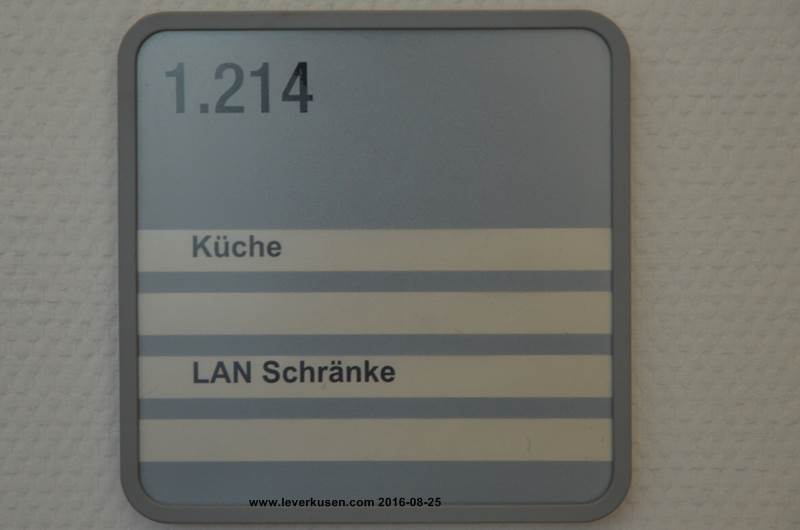 1.214
Küche
LAN Schränke
www.leverkusen.com 2016-08-25